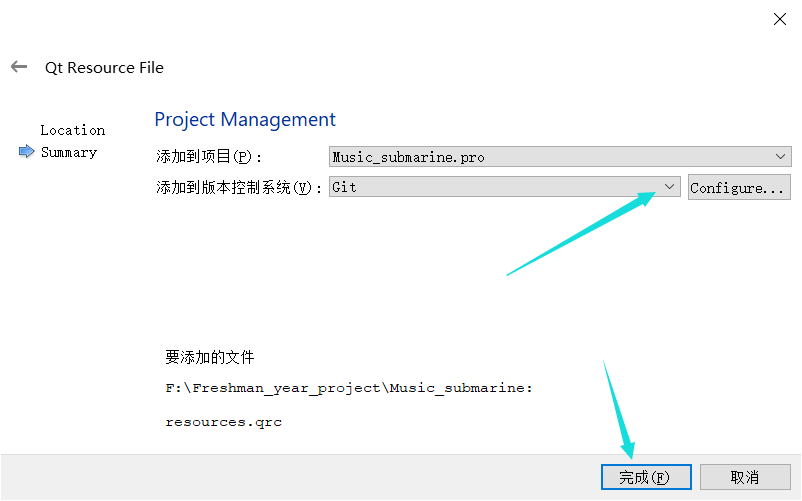 Qt Resource File
Location
Summary
Project Management
添加到项目(P)：
Music_submarine.pro
添加到版本控制系统(V)：
Git
Configure...
要添加的文件
F:\Freshman_year_project\Music_submarine:
resources.qrc
完成(F)
取消